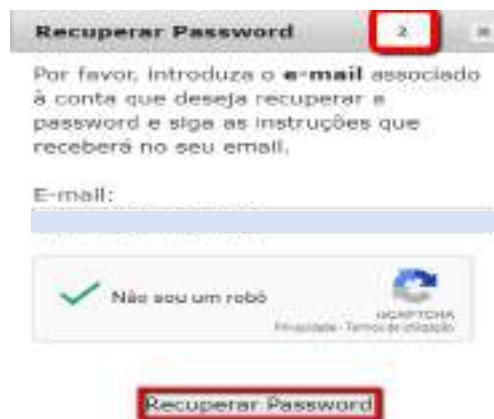 Recuperar Password 2
Por favor, introduza o e-mail associado
à conta que deseja recuperar a
password e siga as instruções que
receberá no seu email.
E-mail:
Não sou um robô
reCAPTCHA
Privacidade - Termos de Utilização
Recuperar Password